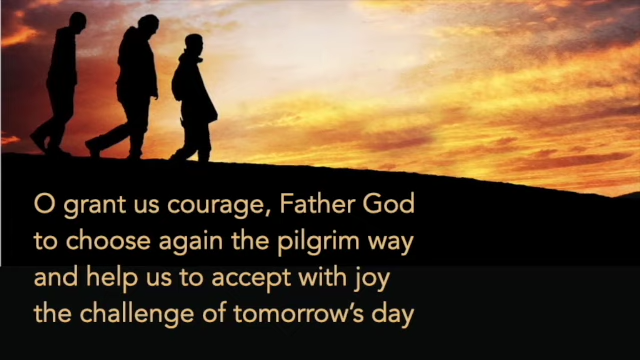 O grant us courage, Father God
to choose again the pilgrim way
and help us to accept with joy
the challenge of tomorrow’s day